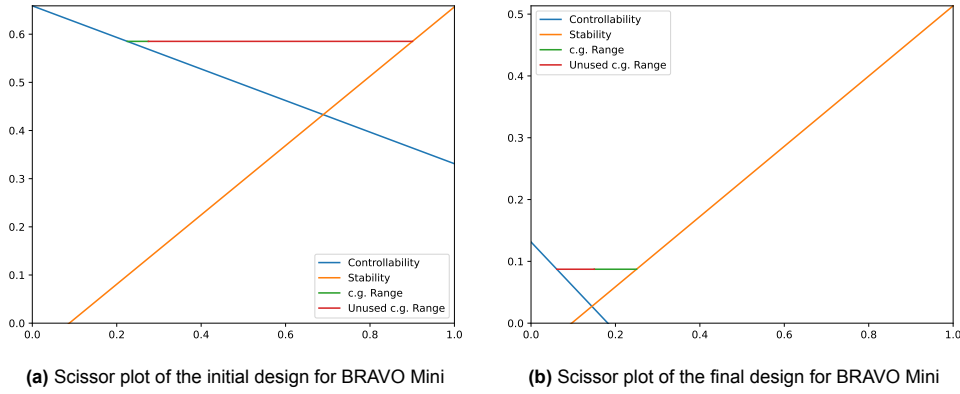 0.6
0.5
0.4
0.3
0.2
0.1
0.0
0.0
0.2
0.4
0.6
0.8
1.0
Controllability
Stability
c.g. Range
Unused c.g. Range
(a) Scissor plot of the initial design for BRAVO Mini
0.5
0.4
0.3
0.2
0.1
0.0
0.0
0.2
0.4
0.6
0.8
1.0
Controllability
Stability
c.g. Range
Unused c.g. Range
(b) Scissor plot of the final design for BRAVO Mini